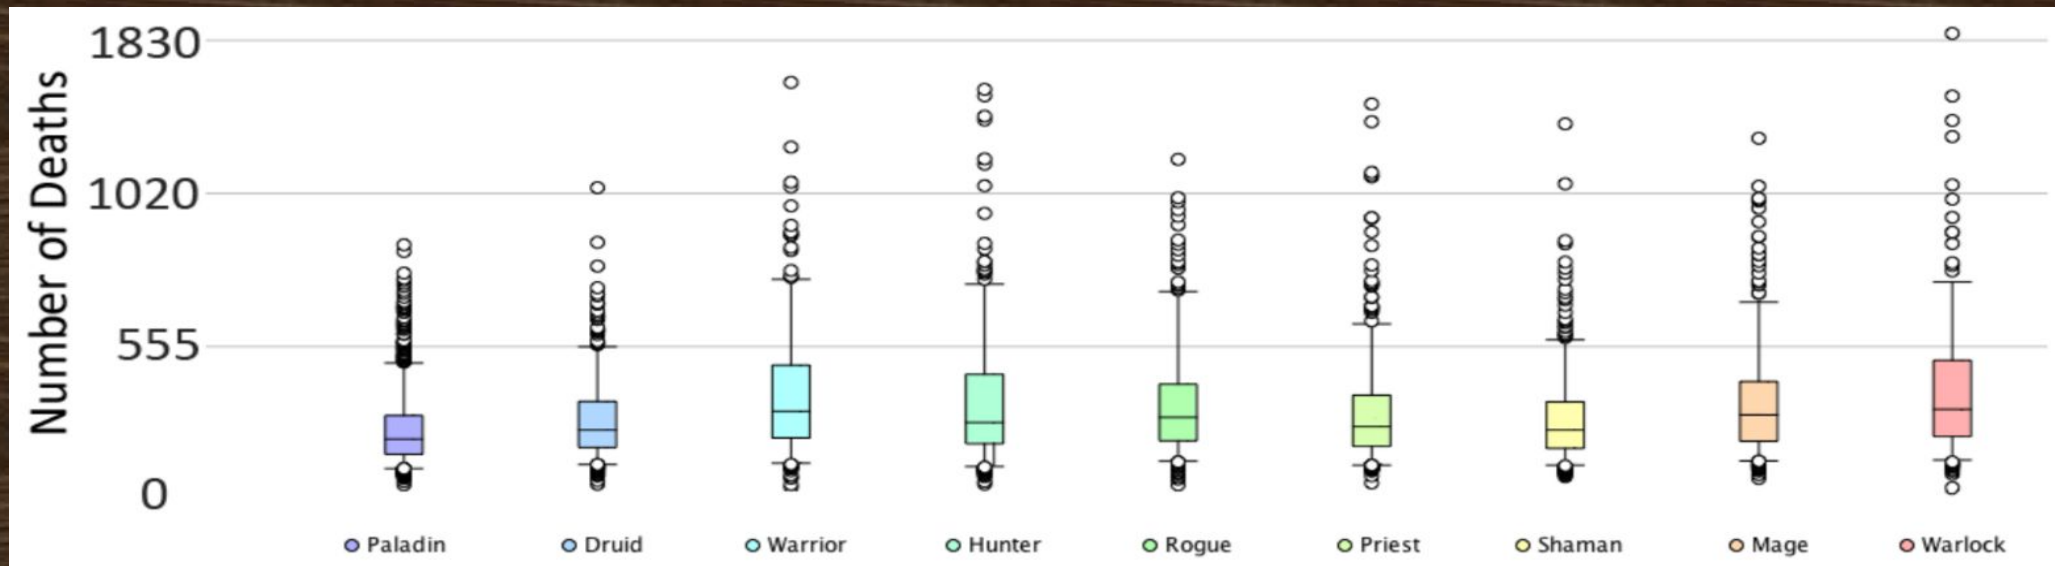 Number of Deaths
1830
1020
555
0
Paladin
Druid
Warrior
Hunter
Rogue
Priest
Shaman
Mage
Warlock